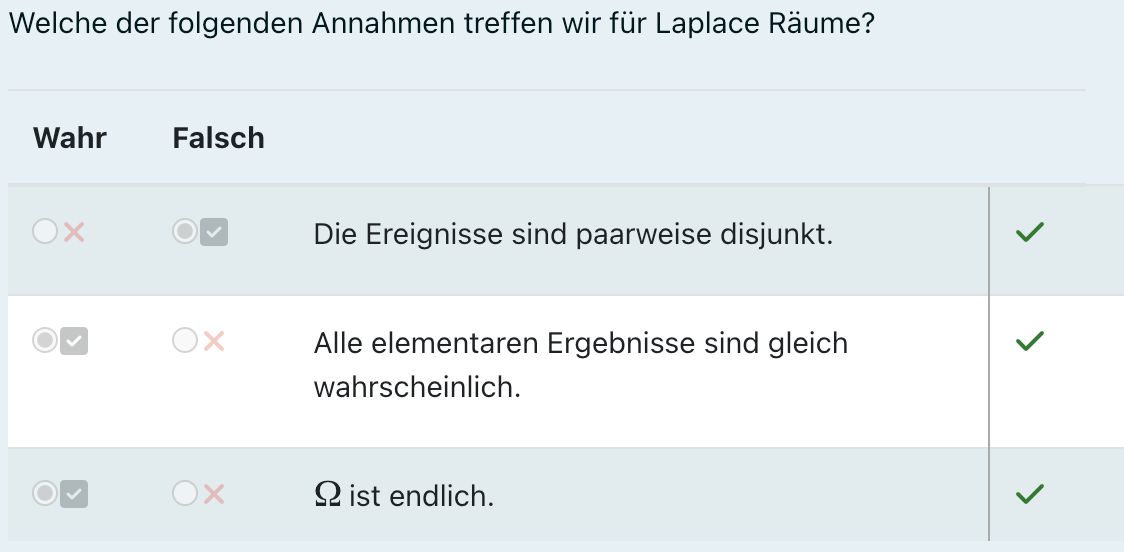 Welche der folgenden Annahmen treffen wir für Laplace Räume?
Wahr Falsch
Die Ereignisse sind paarweise disjunkt.
Alle elementaren Ergebnisse sind gleich
wahrscheinlich.
Ω ist endlich.